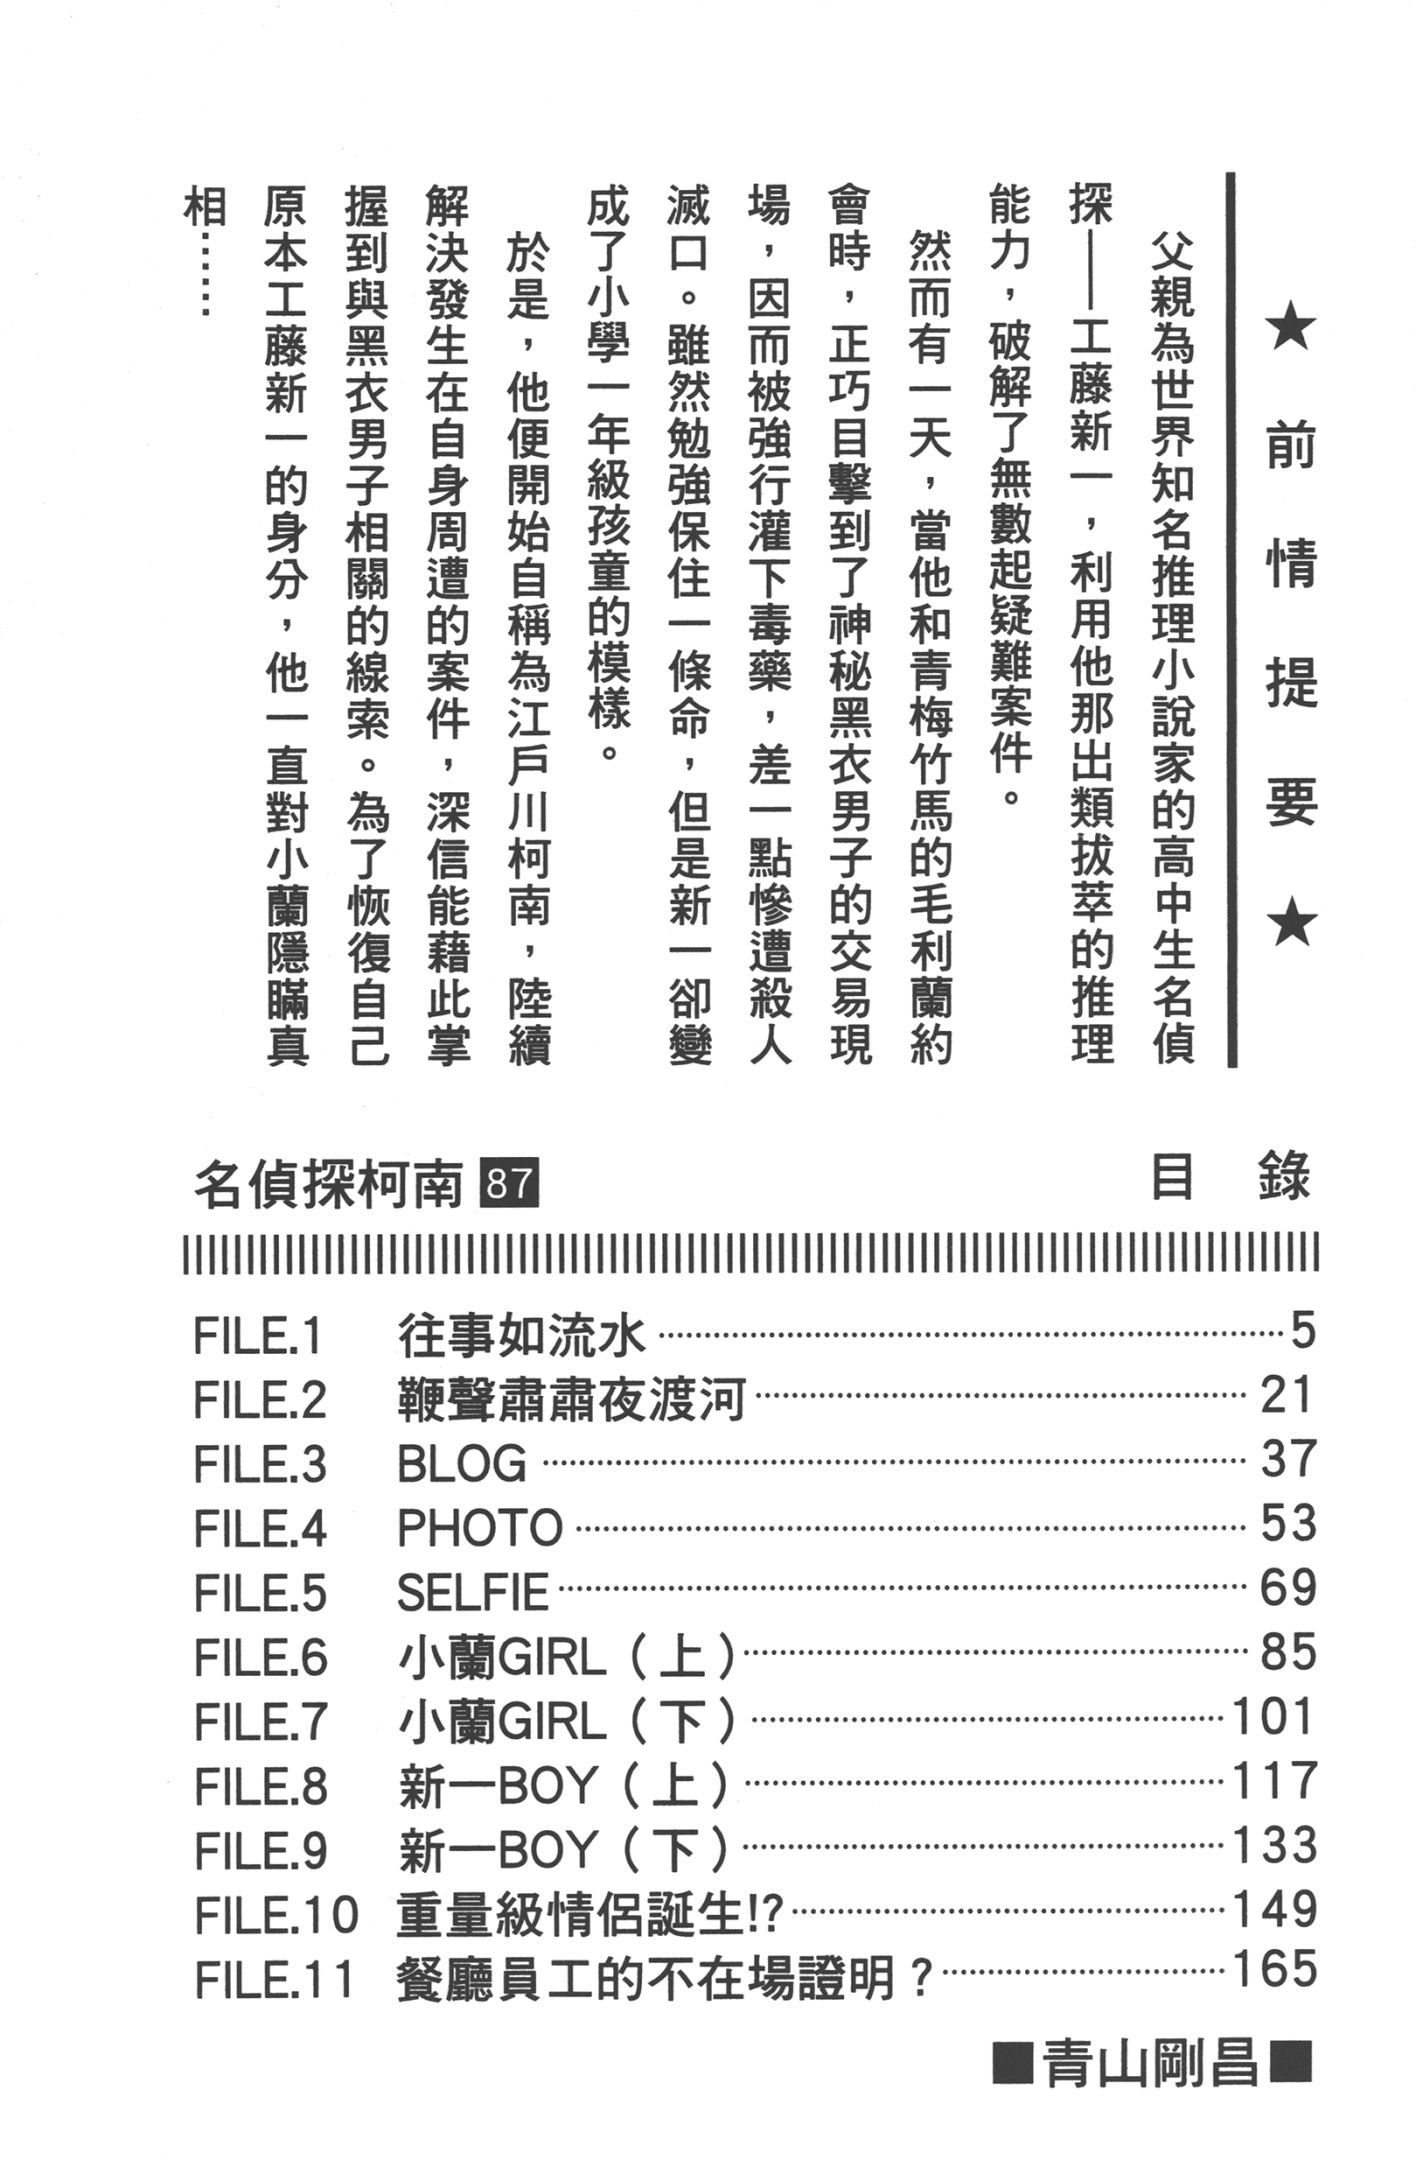 ★前情提要★
　父親為世界知名推理小說家的高中生名偵
探——工藤新一，利用他那出類拔萃的推理
能力，破解了無數起疑難案件。
　然而有一天，當他和青梅竹馬的毛利蘭約
會時，正巧目擊到了神秘黑衣男子的交易現
場，因而被強行灌下毒藥，差一點慘遭殺人
滅口。雖然勉強保住一條命，但是新一卻變
成了小學一年級孩童的模樣。
　於是，他便開始自稱為江戶川柯南，陸續
解決發生在自身周遭的案件，深信能藉此掌
握到與黑衣男子相關的線索。為了恢復自己
原本工藤新一的身分，他一直對小蘭隱瞞真
相……
名偵探柯南 87 目 錄
FILE.1 往事如流水……5
FILE.2 鞭聲肅肅夜渡河……21
FILE.3 BLOG……37
FILE.4 PHOTO……53
FILE.5 SELFIE……69
FILE.6 小蘭GIRL（上）……85
FILE.7 小蘭GIRL（下）……101
FILE.8 新一BOY（上）……117
FILE.9 新一BOY（下）……133
FILE.10 重量級情侶誕生!?……149
FILE.11 餐廳員工的不在場證明？……165
■青山剛昌■